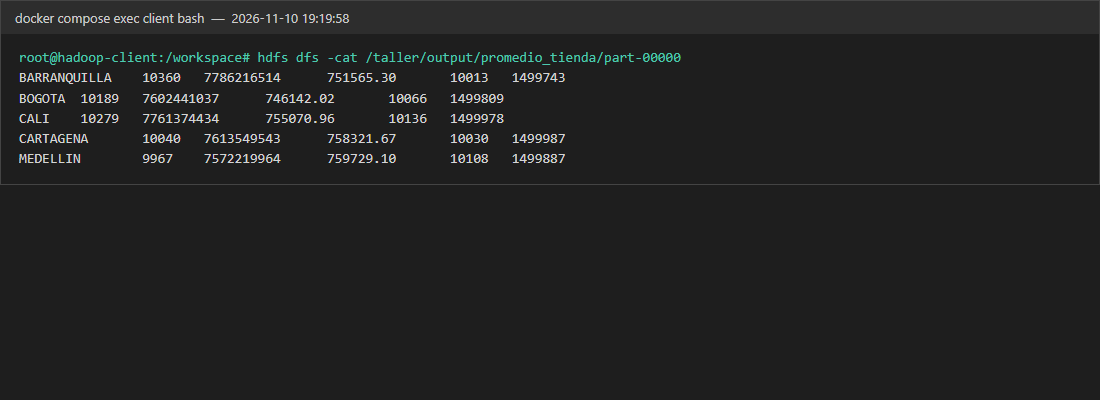 docker compose exec client bash — 2026-11-10 19:19:58
root@hadoop-client:/workspace# hdfs dfs -cat /taller/output/promedio_tienda/part-00000
BARRANQUILLA	10360	7786216514	751565.30	10013	1499743
BOGOTA	10189	7602441037	746142.02	10066	1499809
CALI	10279	7761374434	755070.96	10136	1499978
CARTAGENA	10040	7613549543	758321.67	10030	1499987
MEDELLIN	9967	7572219964	759729.10	10108	1499887